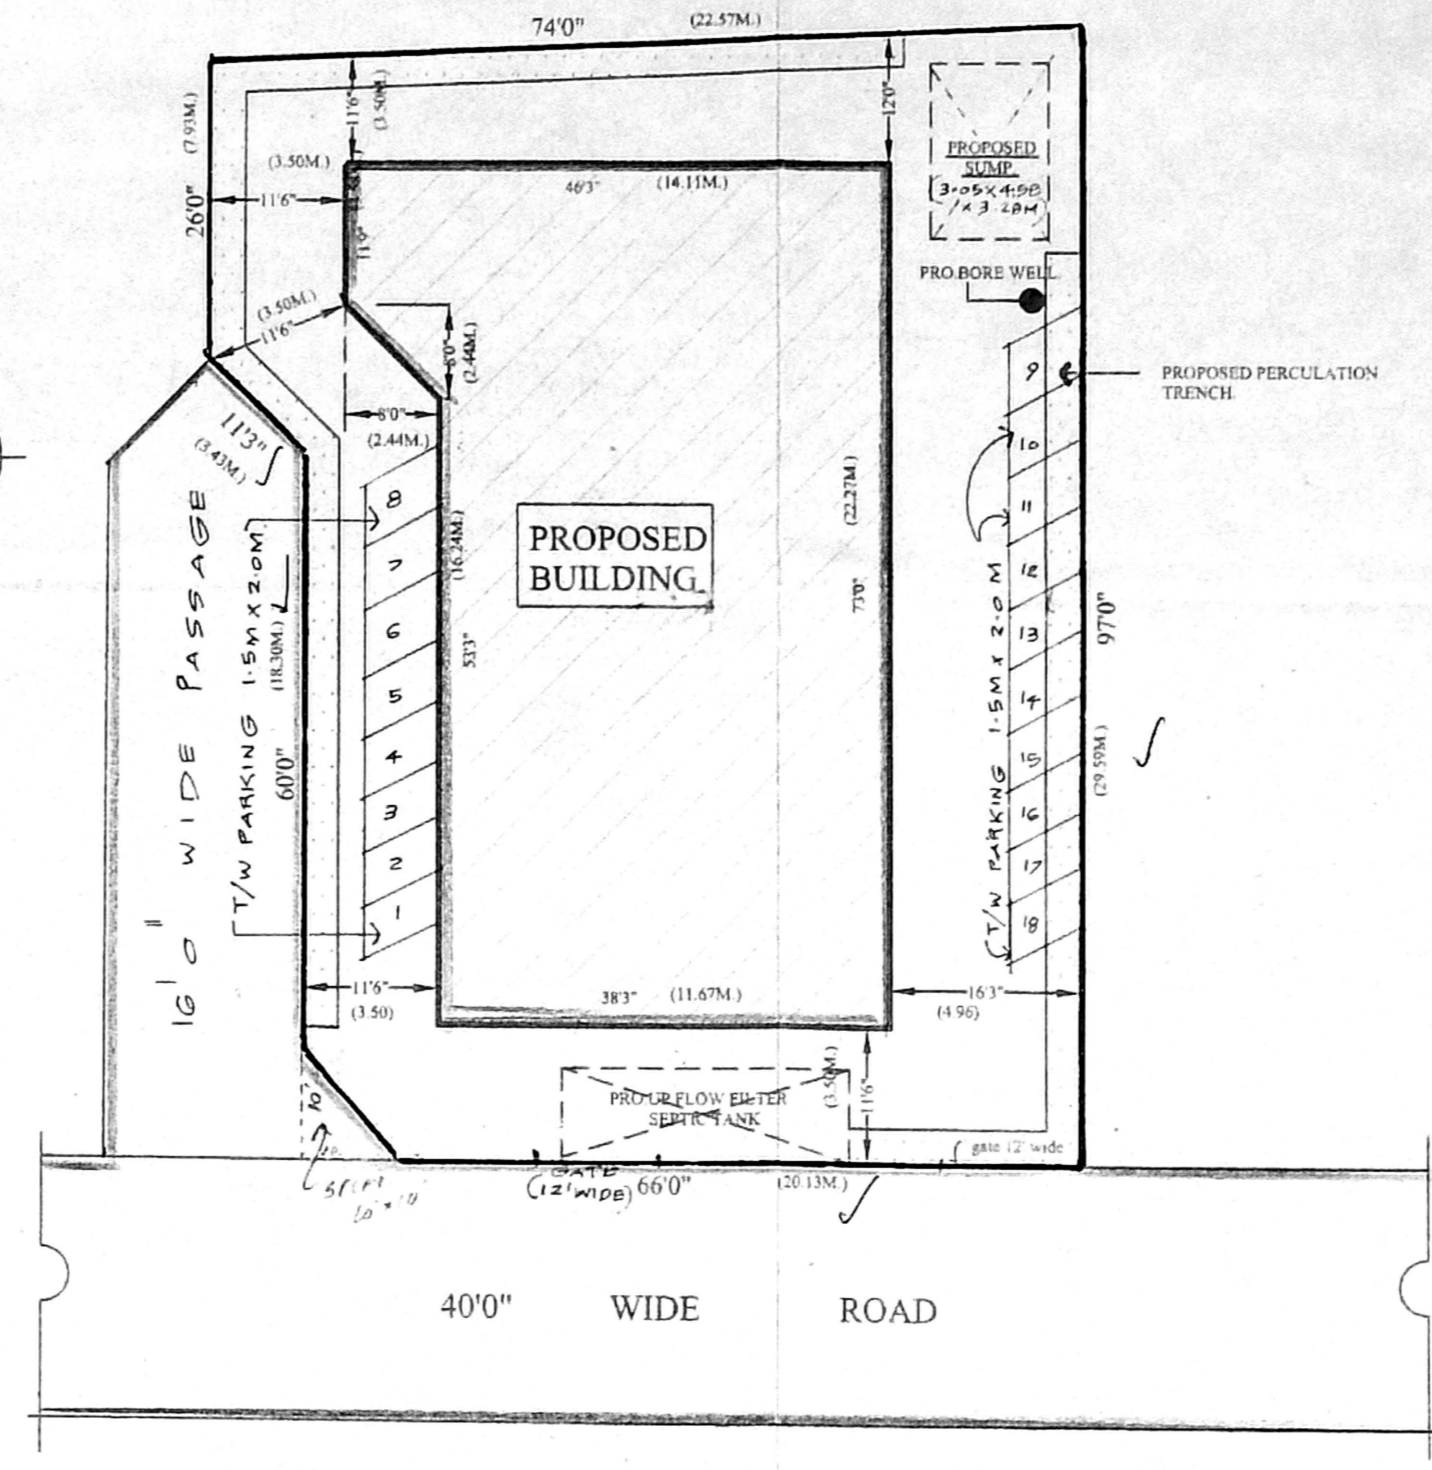 74'0" (22.57M.)
26'0" (7.93M.)
11'6"
(3.50M.)
12'0"
(3.50M.)
11'6"
46'3" (14.11M.)
11'9"
PROPOSED
SUMP.
(3.05X4.58
X 3.28M
PRO.BORE WELL
(3.50M.)
11'6"
8'0"
(2.44M.)
8'0"
(2.44M.)
11'3"
(3.43M.)
PROPOSED PERCULATION
TRENCH.
16'0" WIDE PASSAGE
T/W PARKING 1.5M X 2.0M.
60'0"
(18.30M.)
8
7
6
5
4
3
2
1
(16.24M.)
53'3"
PROPOSED
BUILDING.
(22.27M.)
73'0"
T/W PARKING 1.5M X 2.0M
9
10
11
12
13
14
15
16
17
18
97'0"
(29.59M.)
11'6"
(3.50)
38'3" (11.67M.)
16'3"
(4.96)
(3.50M.)
11'6"
PRO UP FLOW FILTER
SEPTIC TANK
10'
10'
gate 12' wide
GATE
(12' WIDE)
66'0" (20.13M.)
10' x 10'
40'0" WIDE ROAD